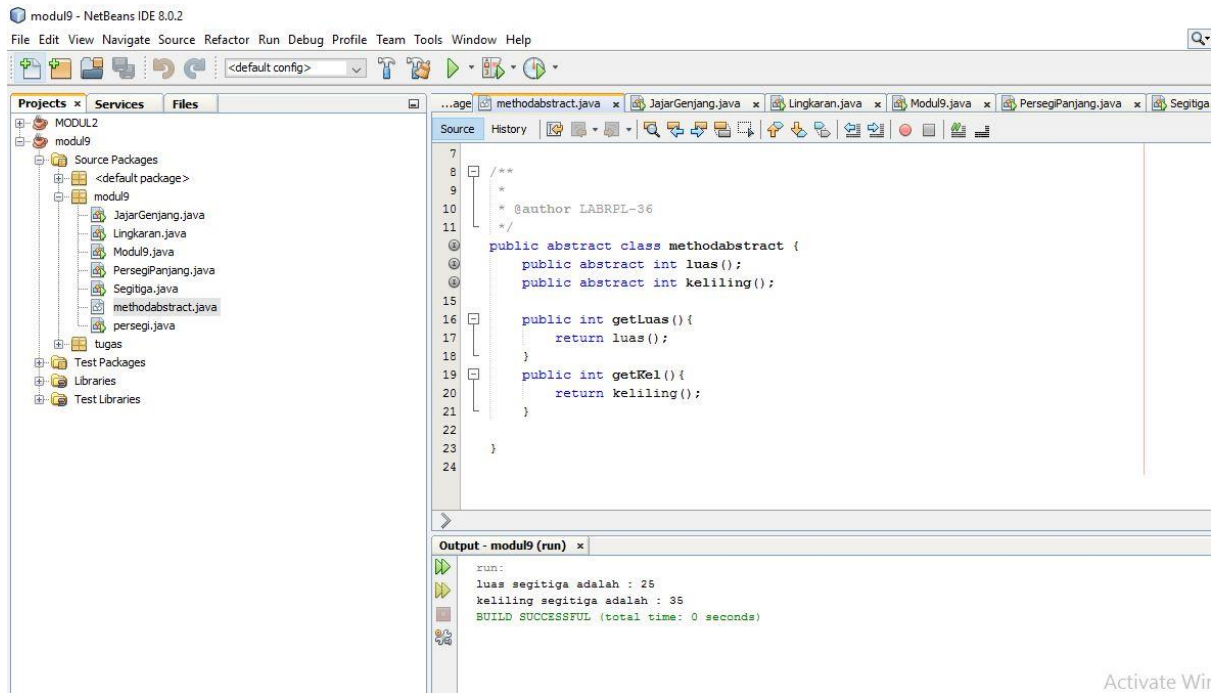 modul9 - NetBeans IDE 8.0.2
File Edit View Navigate Source Refactor Run Debug Profile Team Tools Window Help
<default config>
Projects Services Files
MODUL2
modul9
Source Packages
<default package>
modul9
JajarGenjang.java
Lingkaran.java
Modul9.java
PersegiPanjang.java
Segitiga.java
methodabstract.java
persegi.java
tugas
Test Packages
Libraries
Test Libraries
...age methodabstract.java JajarGenjang.java Lingkaran.java Modul9.java PersegiPanjang.java Segitiga
Source History
7
8 /**
9 *
10 * @author LABRPL-36
11 */
public abstract class methodabstract {
public abstract int luas();
public abstract int keliling();
15
16 public int getLuas(){
17 return luas();
18 }
19 public int getKel(){
20 return keliling();
21 }
22
23 }
24
Output - modul9 (run)
run:
luas segitiga adalah : 25
keliling segitiga adalah : 35
BUILD SUCCESSFUL (total time: 0 seconds)
Activate Win